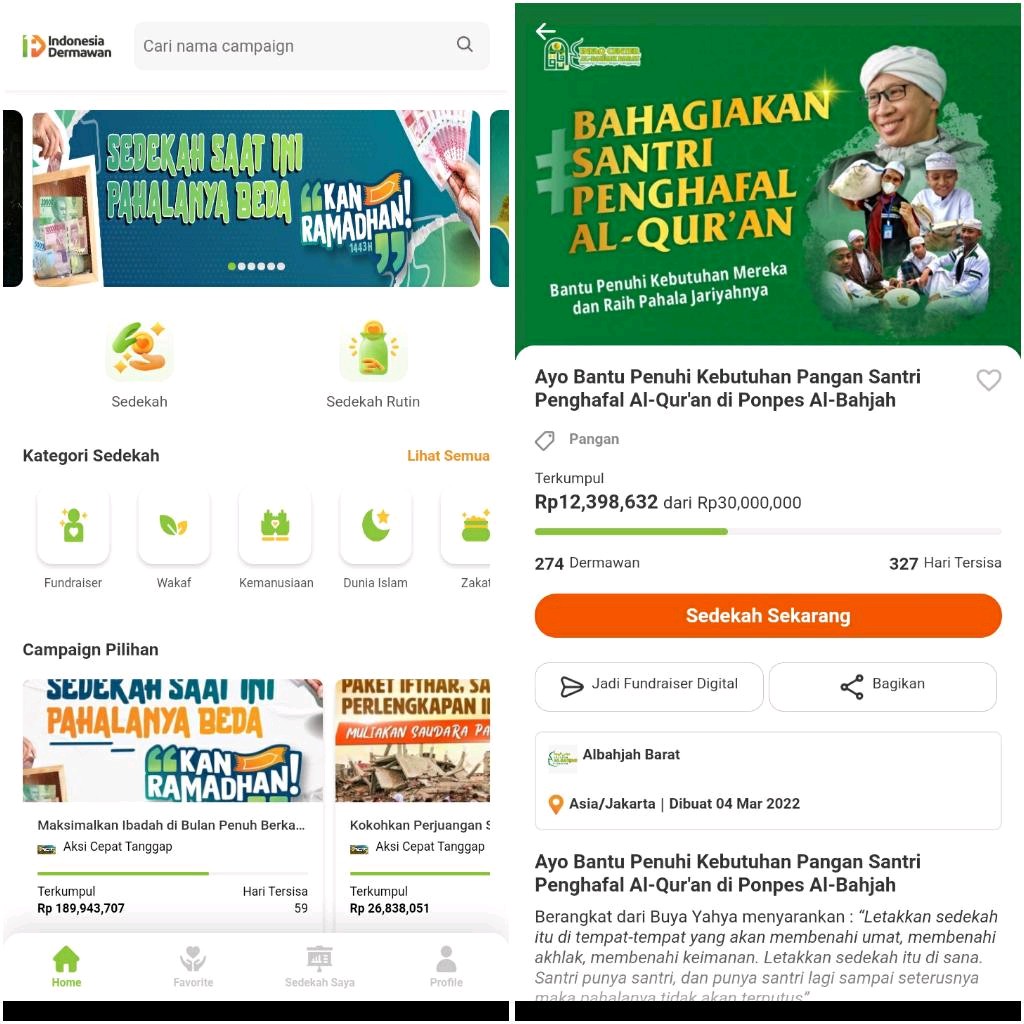 Indonesia
Dermawan
Cari nama campaign
SEDEKAH SAAT INI
PAHALANYA BEDA
“KAN
RAMADHAN!
1443 H
”
Sedekah
Sedekah Rutin
Kategori Sedekah
Lihat Semua
Fundraiser
Wakaf
Kemanusiaan
Dunia Islam
Zakat
Campaign Pilihan
SEDEKAH SAAT INI
PAHALANYA BEDA
“KAN
RAMADHAN!
Maksimalkan Ibadah di Bulan Penuh Berka...
Aksi Cepat Tanggap
Terkumpul
Hari Tersisa
Rp 189,943,707
59
PAKET IFTHAR, SA
PERLENGKAPAN I
MULIAKAN SAUDARA PA
Kokohkan Perjuangan S
Aksi Cepat Tanggap
Terkumpul
Rp 26,838,051
Home
Favorite
Sedekah Saya
Profile
#BAHAGIAKAN
SANTRI
PENGHAFAL
AL-QUR’AN
Bantu Penuhi Kebutuhan Mereka
dan Raih Pahala Jariyahnya
Ayo Bantu Penuhi Kebutuhan Pangan Santri
Penghafal Al-Qur'an di Ponpes Al-Bahjah
Pangan
Terkumpul
Rp12,398,632 dari Rp30,000,000
274 Dermawan
327 Hari Tersisa
Sedekah Sekarang
Jadi Fundraiser Digital
Bagikan
Albahjah Barat
Asia/Jakarta | Dibuat 04 Mar 2022
Ayo Bantu Penuhi Kebutuhan Pangan Santri
Penghafal Al-Qur'an di Ponpes Al-Bahjah
Berangkat dari Buya Yahya menyarankan : “Letakkan sedekah
itu di tempat-tempat yang akan membenahi umat, membenahi
akhlak, membenahi keimanan. Letakkan sedekah itu di sana.
Santri punya santri, dan punya santri lagi sampai seterusnya
maka pahalanya tidak akan terputus”